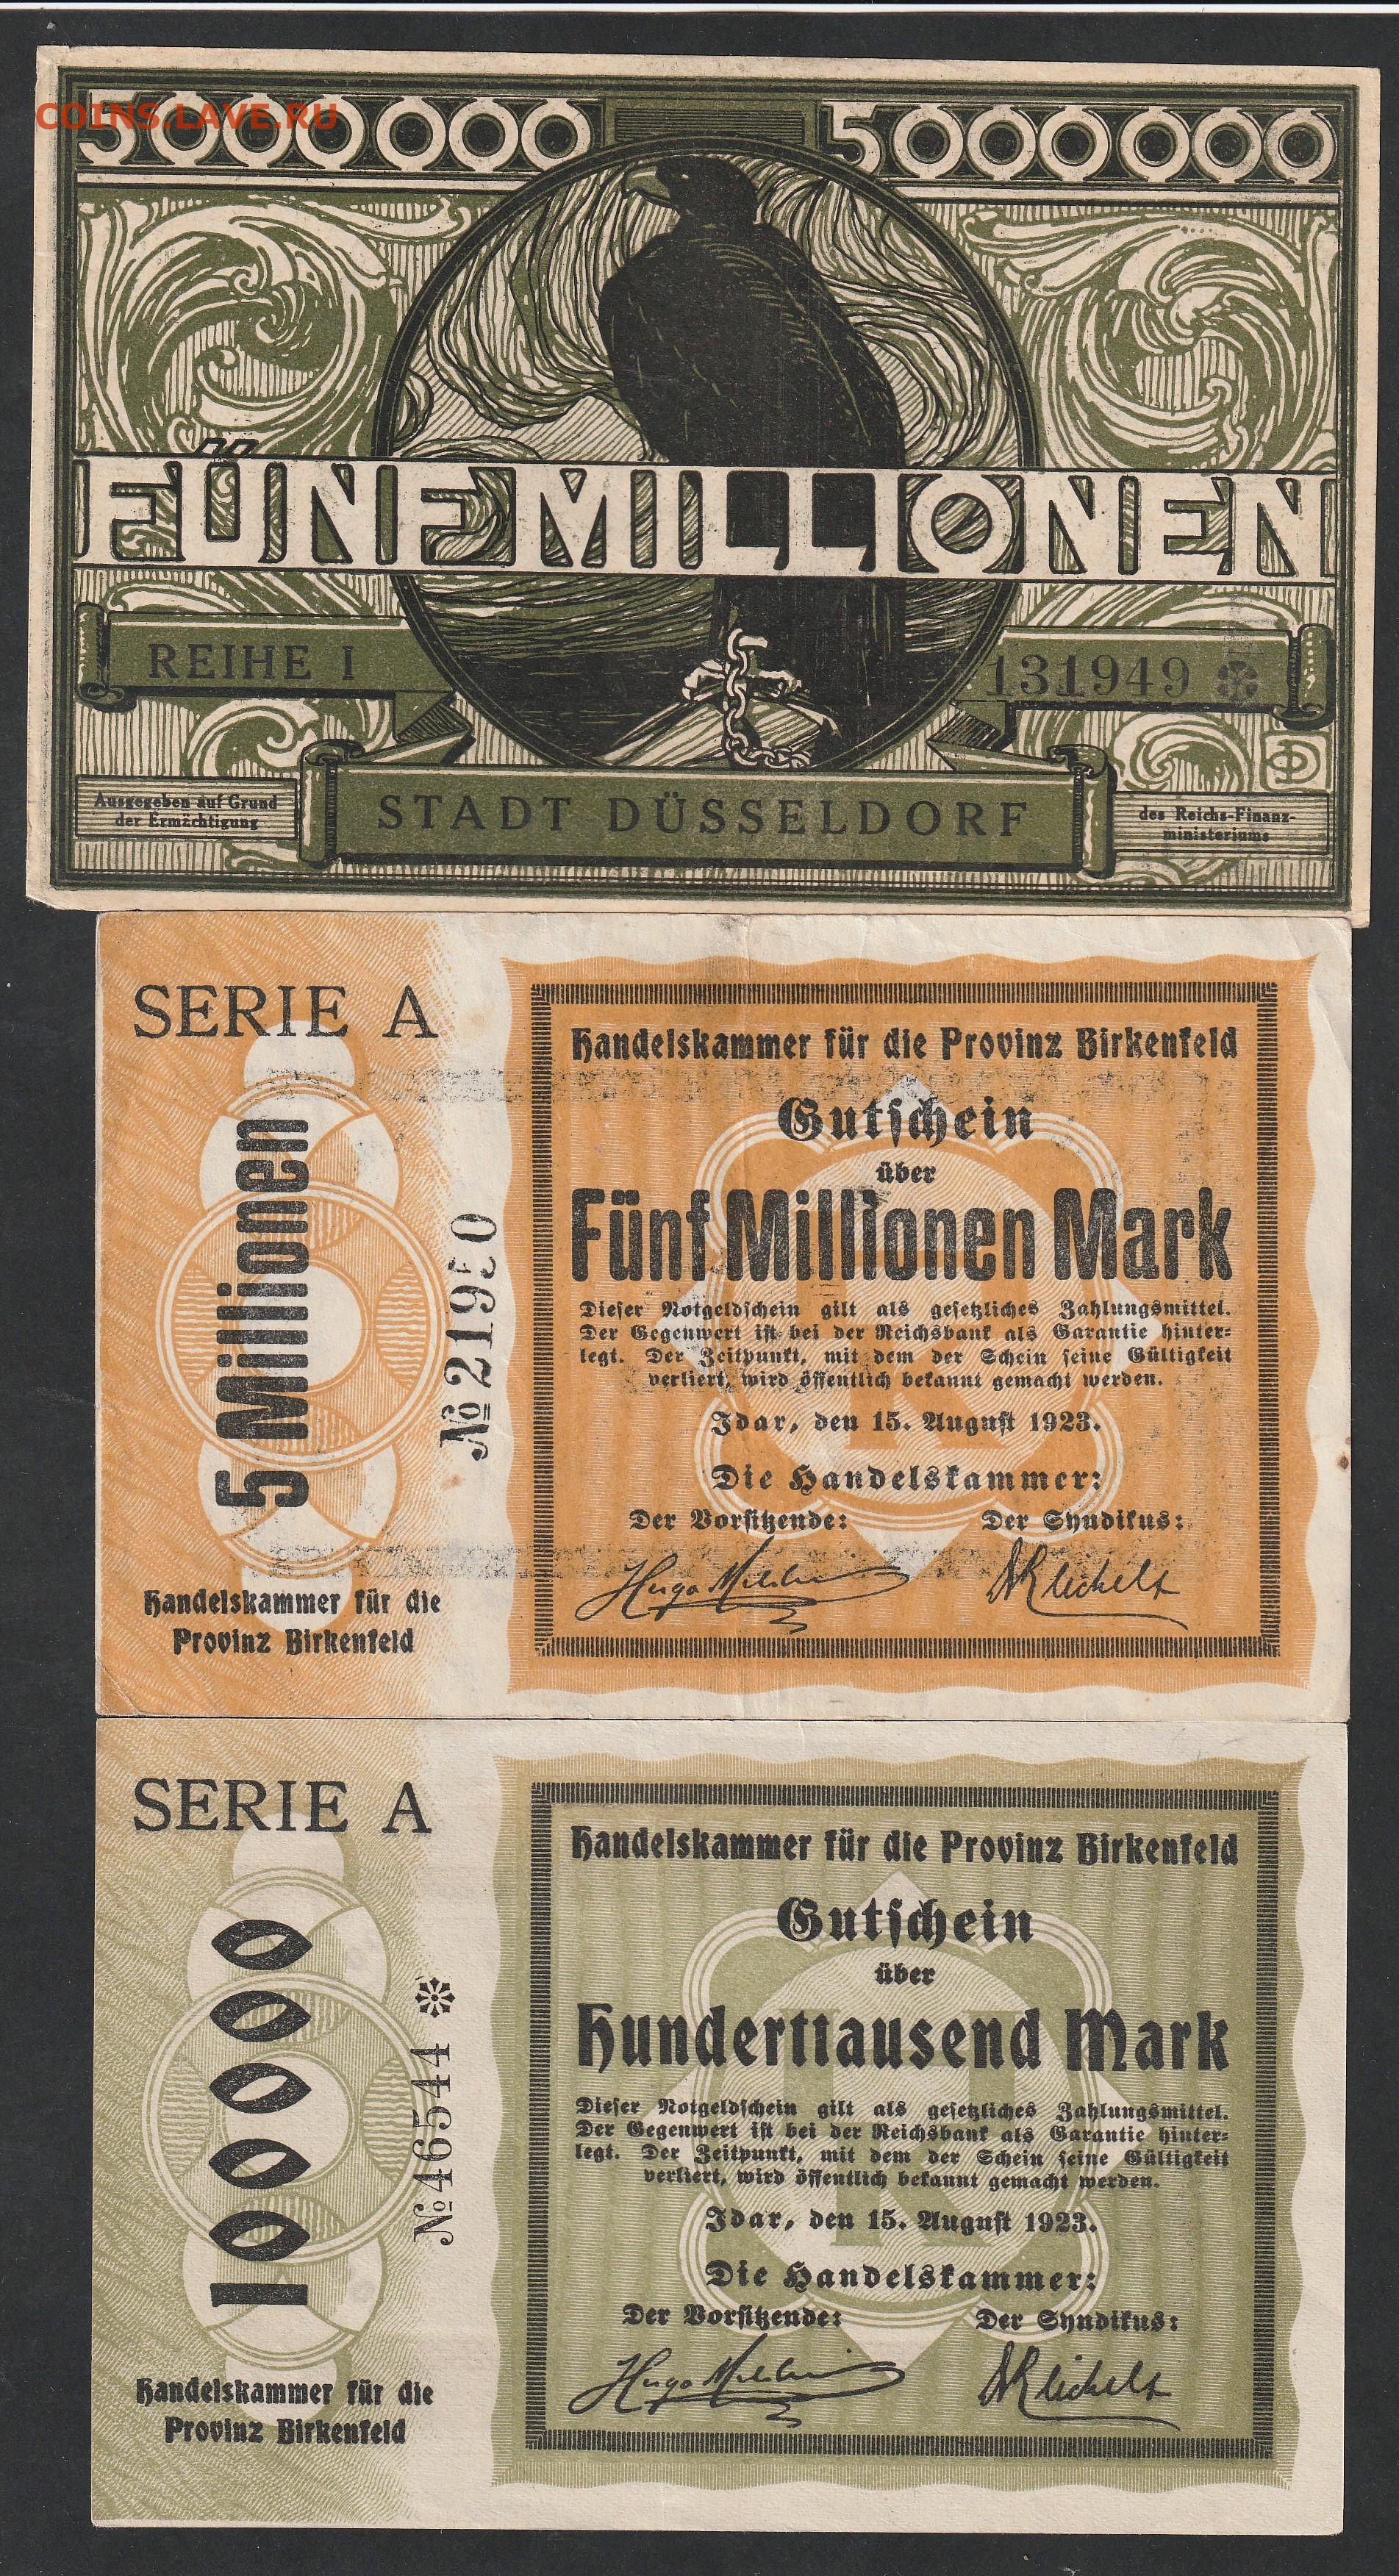 COINS.LAVE.RU
5000000 5000000
FÜNF MILLIONEN
REIHE I 131949
Ausgegeben auf Grund
der Ermächtigung
STADT DÜSSELDORF
des Reichs-Finanz-
ministeriums
SERIE A
5 Millionen
№ 21950
Handelskammer für die
Provinz Birkenfeld
Handelskammer für die Provinz Birkenfeld
Gutschein
über
Fünf Millionen Mark
Dieser Notgeldschein gilt als gesetzliches Zahlungsmittel.
Der Gegenwert ist bei der Reichsbank als Garantie hinter=
legt. Der Zeitpunkt, mit dem der Schein seine Gültigkeit
verliert, wird öffentlich bekannt gemacht werden.
Idar, den 15. August 1923.
Die Handelskammer:
Der Vorsitzende: Der Syndikus:
SERIE A
100000
№ 46544
Handelskammer für die
Provinz Birkenfeld
Handelskammer für die Provinz Birkenfeld
Gutschein
über
Hunderttausend Mark
Dieser Notgeldschein gilt als gesetzliches Zahlungsmittel.
Der Gegenwert ist bei der Reichsbank als Garantie hinter=
legt. Der Zeitpunkt, mit dem der Schein seine Gültigkeit
verliert, wird öffentlich bekannt gemacht werden.
Idar, den 15. August 1923.
Die Handelskammer:
Der Vorsitzende: Der Syndikus: